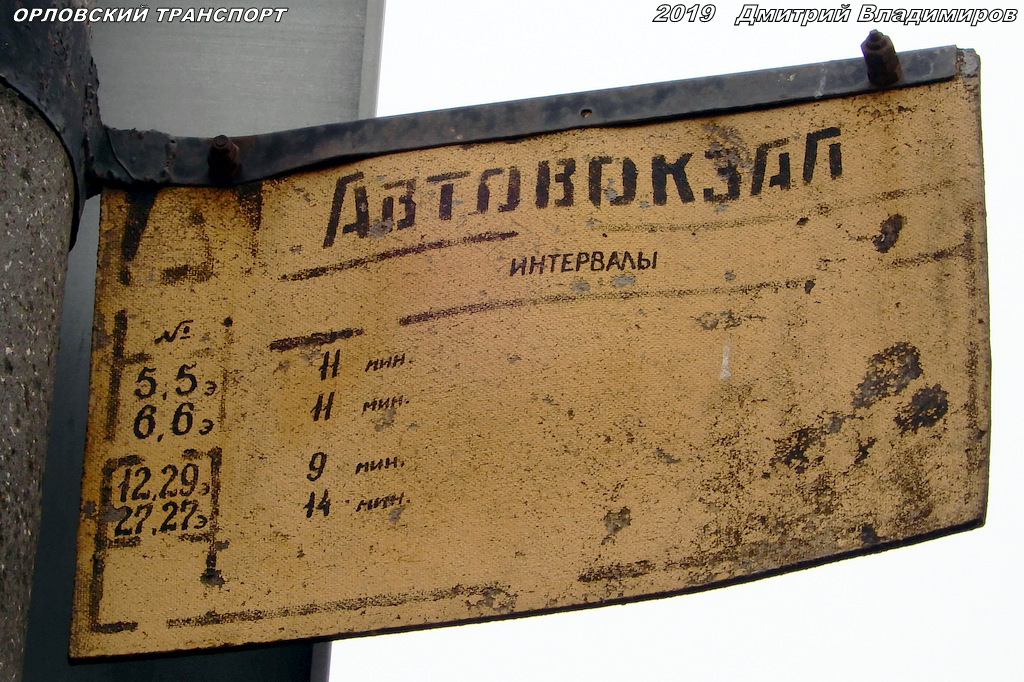 ОРЛОВСКИЙ ТРАНСПОРТ
2019 Дмитрий Владимиров
АВТОВОКЗАЛ
ИНТЕРВАЛЫ
№
5,5э 11 мин.
6,6э 11 мин.
12,29э 9 мин.
27,27э 14 мин.